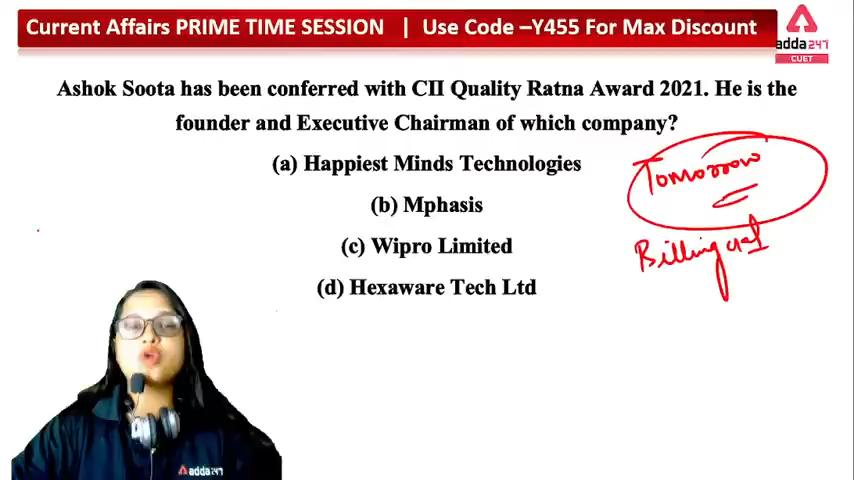 Current Affairs PRIME TIME SESSION | Use Code –Y455 For Max Discount
adda247
CUET
Ashok Soota has been conferred with CII Quality Ratna Award 2021. He is the
founder and Executive Chairman of which company?
(a) Happiest Minds Technologies
(b) Mphasis
(c) Wipro Limited
(d) Hexaware Tech Ltd
Tomorrow
Billingual
adda247